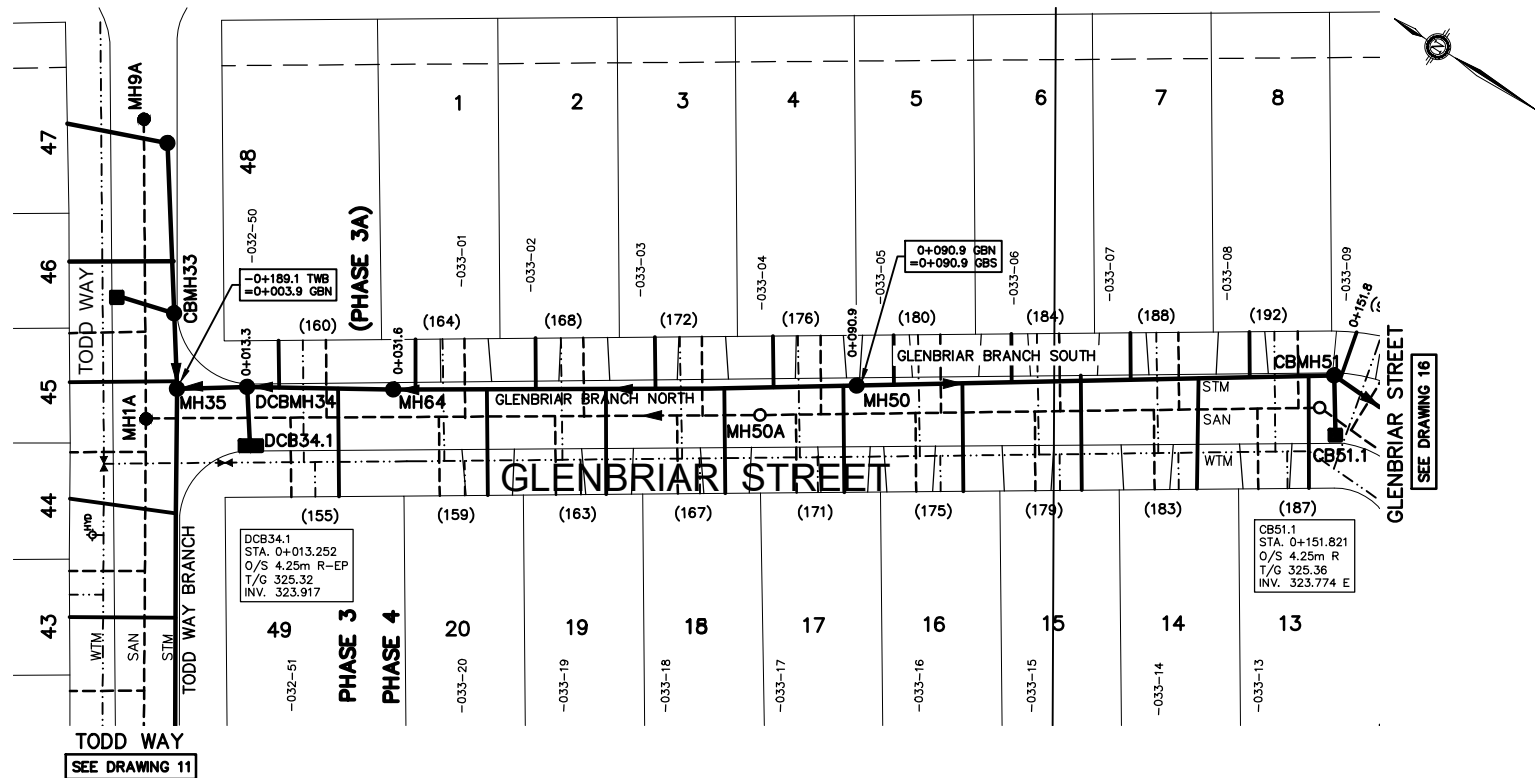 N
1
2
3
4
5
6
7
8
MH9A
47
48
-032-50
(PHASE 3A)
-033-01
-033-02
-033-03
-033-04
-033-05
-033-06
-033-07
-033-08
-033-09
0+090.9 GBN
=0+090.9 GBS
46
TODD WAY
CBMH33
-0+189.1 TWB
=0+003.9 GBN
(160)
(164)
(168)
(172)
(176)
(180)
(184)
(188)
(192)
0+151.8
0+013.3
0+031.6
0+090.9
GLENBRIAR BRANCH SOUTH
CBMH51
45
MH35
DCBMH34
MH64
GLENBRIAR BRANCH NORTH
MH50
STM
MH1A
MH50A
SAN
DCB34.1
WTM
CB51.1
GLENBRIAR STREET
GLENBRIAR STREET
SEE DRAWING 16
44
HYD
(155)
(159)
(163)
(167)
(171)
(175)
(179)
(183)
(187)
DCB34.1
STA. 0+013.252
O/S 4.25m R-EP
T/G 325.32
INV. 323.917
CB51.1
STA. 0+151.821
O/S 4.25m R
T/G 325.36
INV. 323.774 E
43
WTM
SAN
STM
TODD WAY BRANCH
49
PHASE 3
PHASE 4
20
19
18
17
16
15
14
13
-032-51
-033-20
-033-19
-033-18
-033-17
-033-16
-033-15
-033-14
-033-13
TODD WAY
SEE DRAWING 11